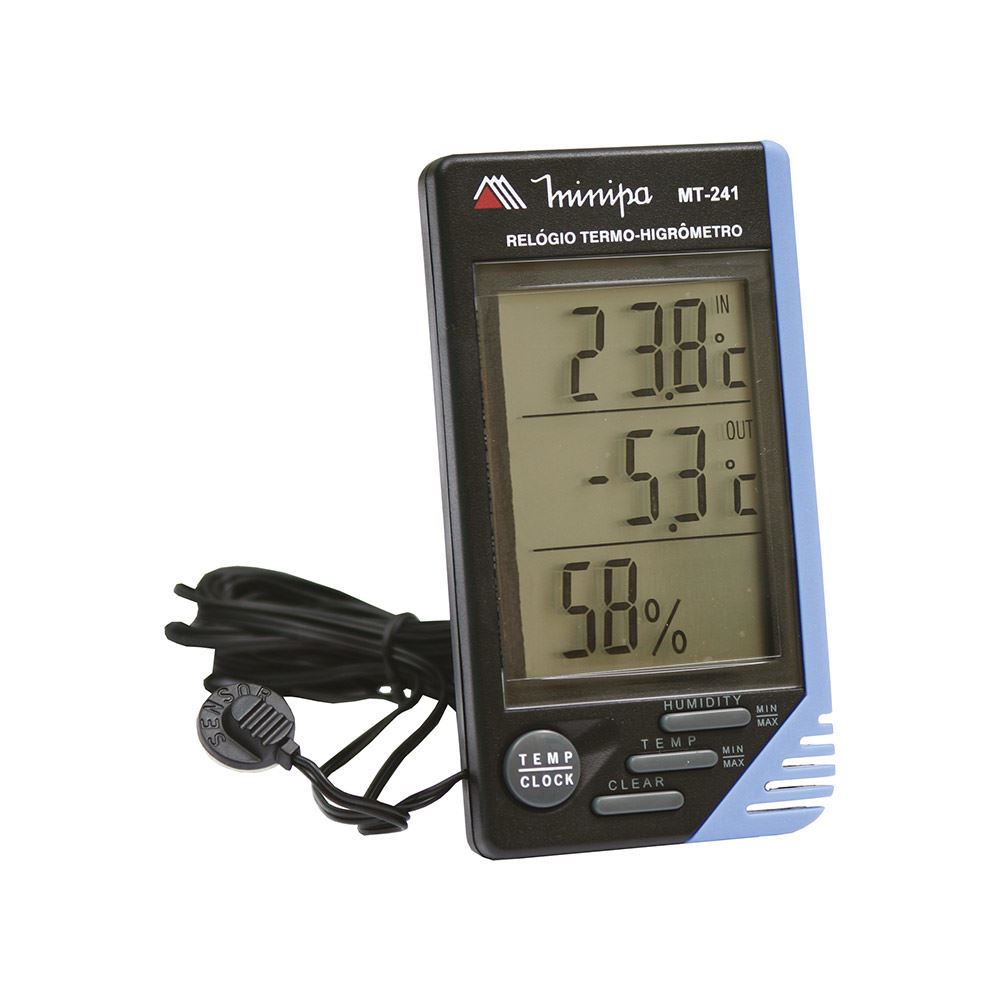 minipa MT-241
RELÓGIO TERMO-HIGRÔMETRO
23.8 °C IN
-5.3 °C OUT
58%
HUMIDITY MIN MAX
TEMP MIN MAX
CLEAR
TEMP
CLOCK
SENSOR